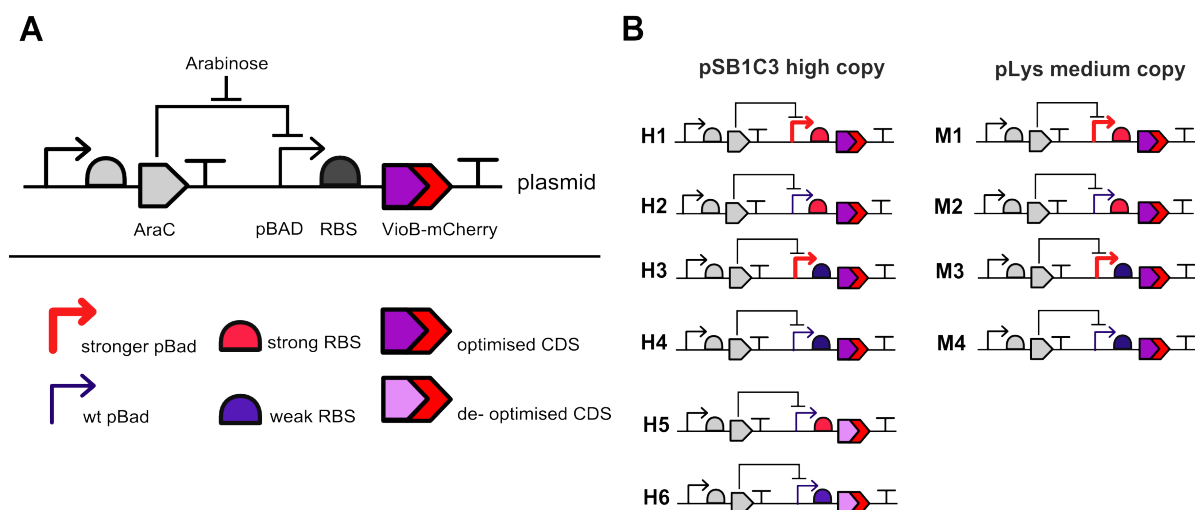 A
Arabinose
plasmid
AraC
pBAD
RBS
VioB-mCherry
stronger pBad
strong RBS
optimised CDS
wt pBad
weak RBS
de- optimised CDS
B
pSB1C3 high copy
pLys medium copy
H1
M1
H2
M2
H3
M3
H4
M4
H5
H6